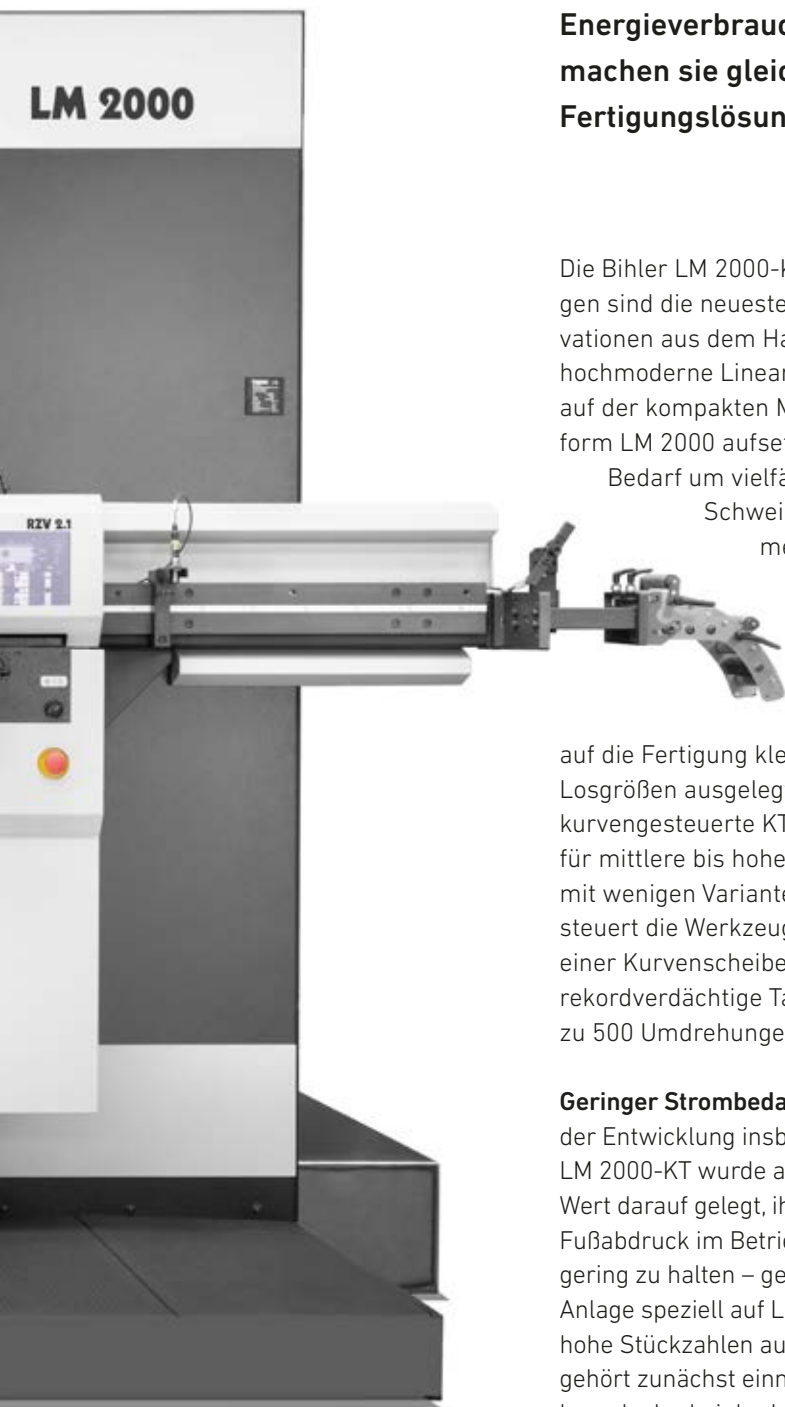 LM 2000
RZV 2.1
Energieverbrauc
machen sie gleic
Fertigungslösun
Die Bihler LM 2000-K
gen sind die neueste
vationen aus dem Ha
hochmoderne Linear
auf der kompakten M
form LM 2000 aufse
Bedarf um vielfä
Schwei
me
auf die Fertigung kle
Losgrößen ausgelegt
kurvengesteuerte KT
für mittlere bis hohe
mit wenigen Variante
steuert die Werkzeug
einer Kurvenscheibe
rekordverdächtige Ta
zu 500 Umdrehunge
Geringer Strombeda
der Entwicklung insb
LM 2000-KT wurde a
Wert darauf gelegt, ih
Fußabdruck im Betrie
gering zu halten – ge
Anlage speziell auf L
hohe Stückzahlen au
gehört zunächst einm